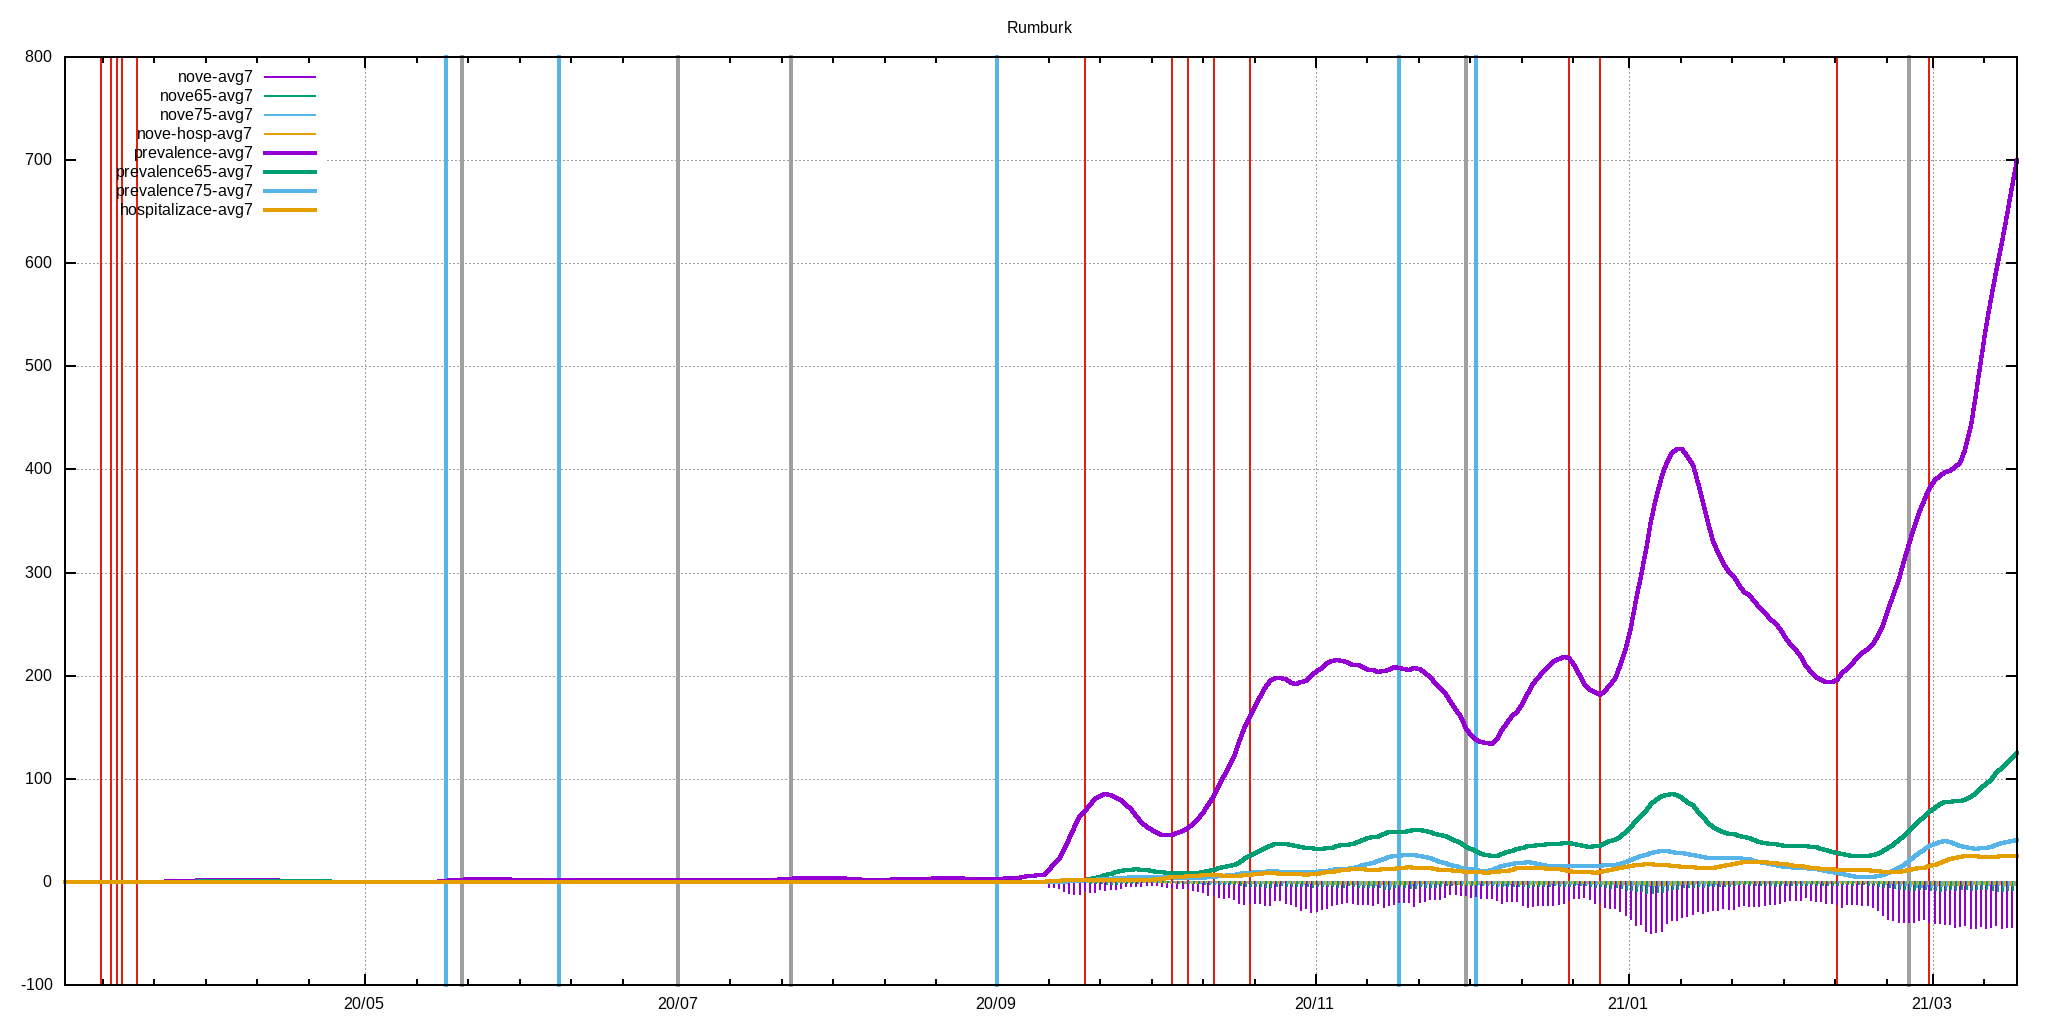 Rumburk
800
700
600
500
400
300
200
100
0
-100
nove-avg7
nove65-avg7
nove75-avg7
nove-hosp-avg7
prevalence-avg7
prevalence65-avg7
prevalence75-avg7
hospitalizace-avg7
20/05 20/07 20/09 20/11 21/01 21/03